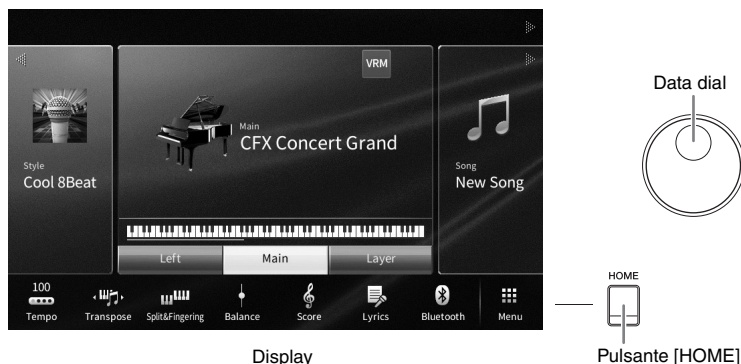 VRM
Main
CFX Concert Grand
Style
Cool 8Beat
Song
New Song
Left
Main
Layer
100
Tempo
Transpose
Split&Fingering
Balance
Score
Lyrics
Bluetooth
Menu
Data dial
HOME
Display
Pulsante [HOME]